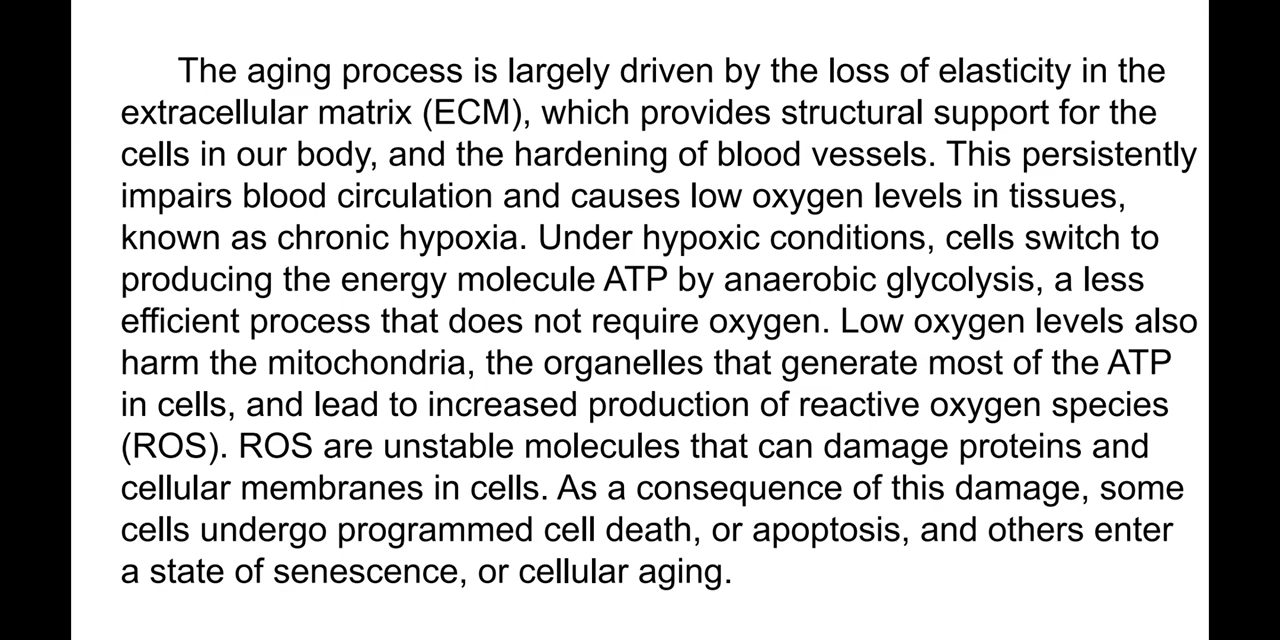 The aging process is largely driven by the loss of elasticity in the
extracellular matrix (ECM), which provides structural support for the
cells in our body, and the hardening of blood vessels. This persistently
impairs blood circulation and causes low oxygen levels in tissues,
known as chronic hypoxia. Under hypoxic conditions, cells switch to
producing the energy molecule ATP by anaerobic glycolysis, a less
efficient process that does not require oxygen. Low oxygen levels also
harm the mitochondria, the organelles that generate most of the ATP
in cells, and lead to increased production of reactive oxygen species
(ROS). ROS are unstable molecules that can damage proteins and
cellular membranes in cells. As a consequence of this damage, some
cells undergo programmed cell death, or apoptosis, and others enter
a state of senescence, or cellular aging.